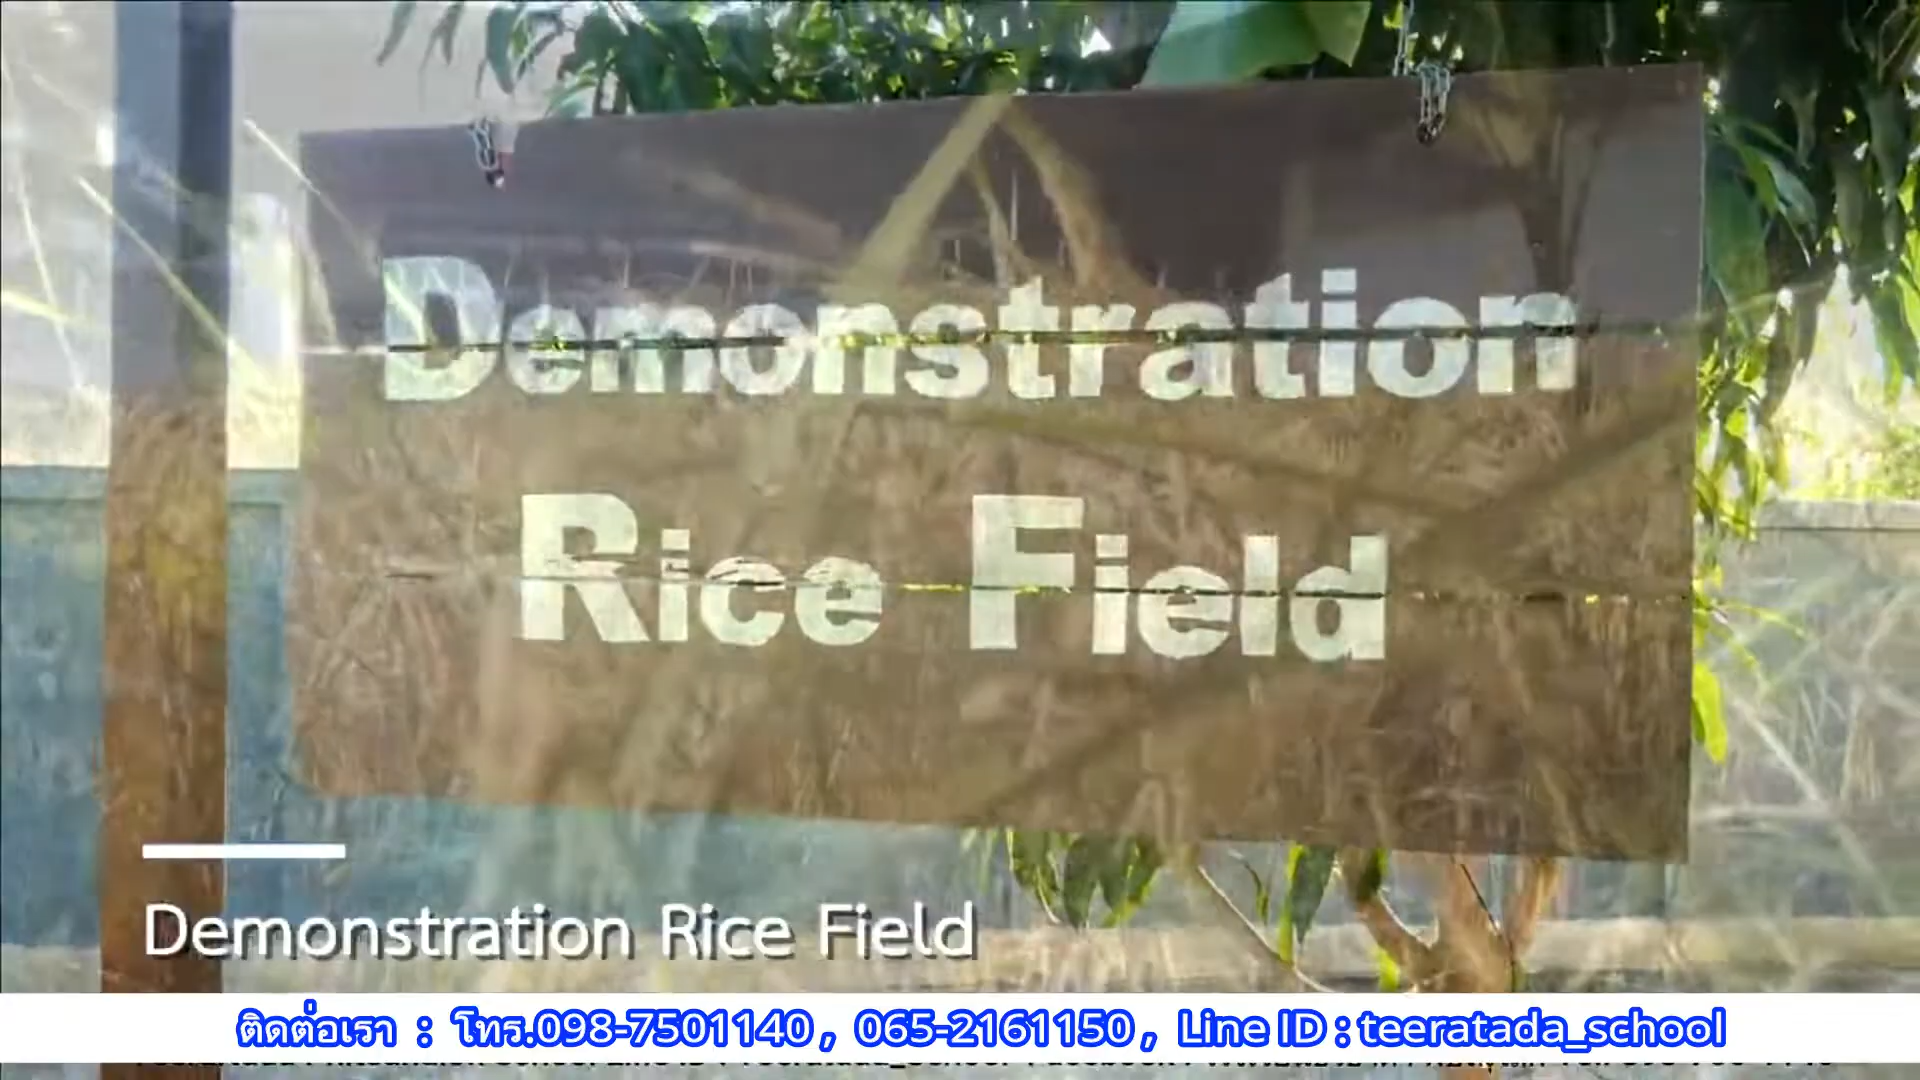 Demonstration
Rice Field
Demonstration Rice Field
ติดต่อเรา : โทร.098-7501140 , 065-2161150 , Line ID : teeratada_school